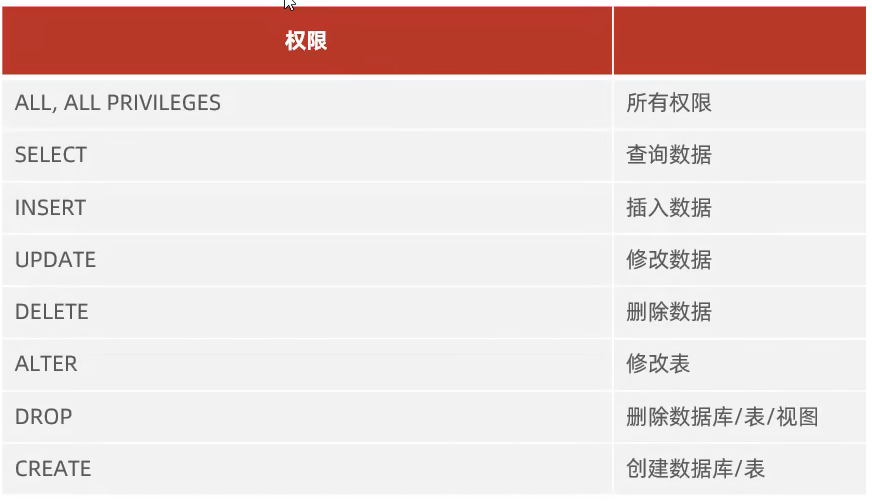 权限
ALL, ALL PRIVILEGES 所有权限
SELECT 查询数据
INSERT 插入数据
UPDATE 修改数据
DELETE 删除数据
ALTER 修改表
DROP 删除数据库/表/视图
CREATE 创建数据库/表